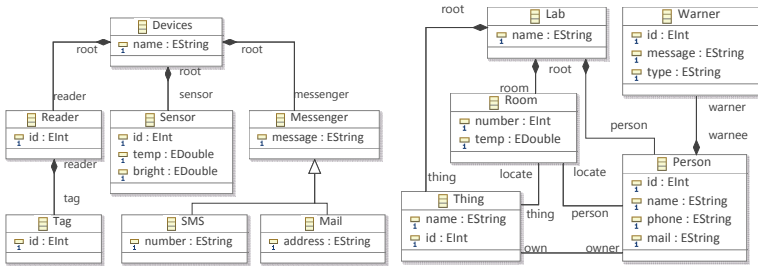 Devices
name : EString
root
root
root
reader
sensor
messenger
Reader
id : EInt
Sensor
id : EInt
temp : EDouble
bright : EDouble
Messenger
message : EString
reader
tag
Tag
id : EInt
SMS
number : EString
Mail
address : EString
Lab
name : EString
root
room
root
Warner
id : EInt
message : EString
type : EString
Room
number : EInt
temp : EDouble
person
warner
warnee
thing
locate
locate
Person
id : EInt
name : EString
phone : EString
mail : EString
Thing
name : EString
id : EInt
thing
person
own
owner